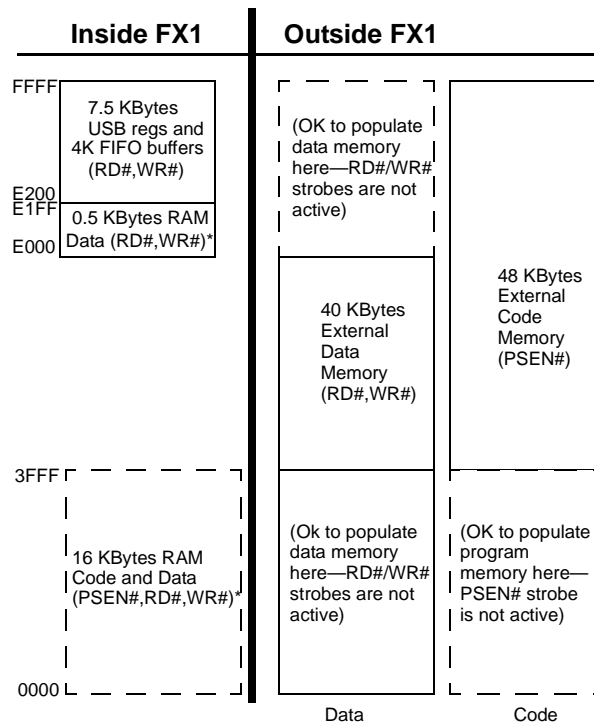 Inside FX1
Outside FX1
FFFF
7.5 KBytes
USB regs and
4K FIFO buffers
(RD#,WR#)
E200
E1FF
0.5 KBytes RAM
Data (RD#,WR#)*
E000
(OK to populate
data memory
here—RD#/WR#
strobes are not
active)
40 KBytes
External
Data
Memory
(RD#,WR#)
48 KBytes
External
Code
Memory
(PSEN#)
3FFF
16 KBytes RAM
Code and Data
(PSEN#,RD#,WR#)*
(Ok to populate
data memory
here—RD#/WR#
strobes are not
active)
(OK to populate
program
memory here—
PSEN# strobe
is not active)
0000
Data
Code